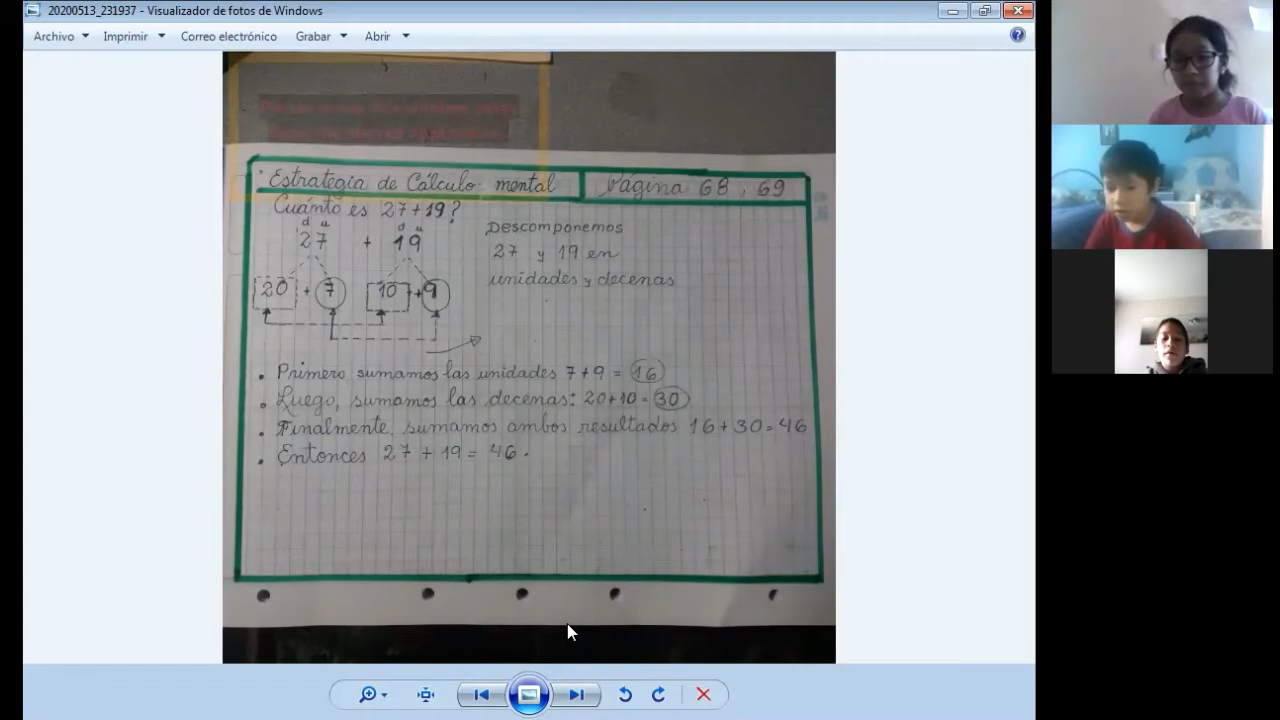 20200513_231937 - Visualizador de fotos de Windows
Archivo Imprimir Correo electrónico Grabar Abrir
Estrategia de Cálculo mental Página 68 y 69
Cuánto es 27+19?
d u d u
27 + 19
20 + 7 10 + 9
Descomponemos
27 y 19 en
unidades y decenas
. Primero sumamos las unidades 7+9 = 16
. Luego, sumamos las decenas: 20+10 = 30
. Finalmente, sumamos ambos resultados 16+30=46
. Entonces 27 + 19 = 46.